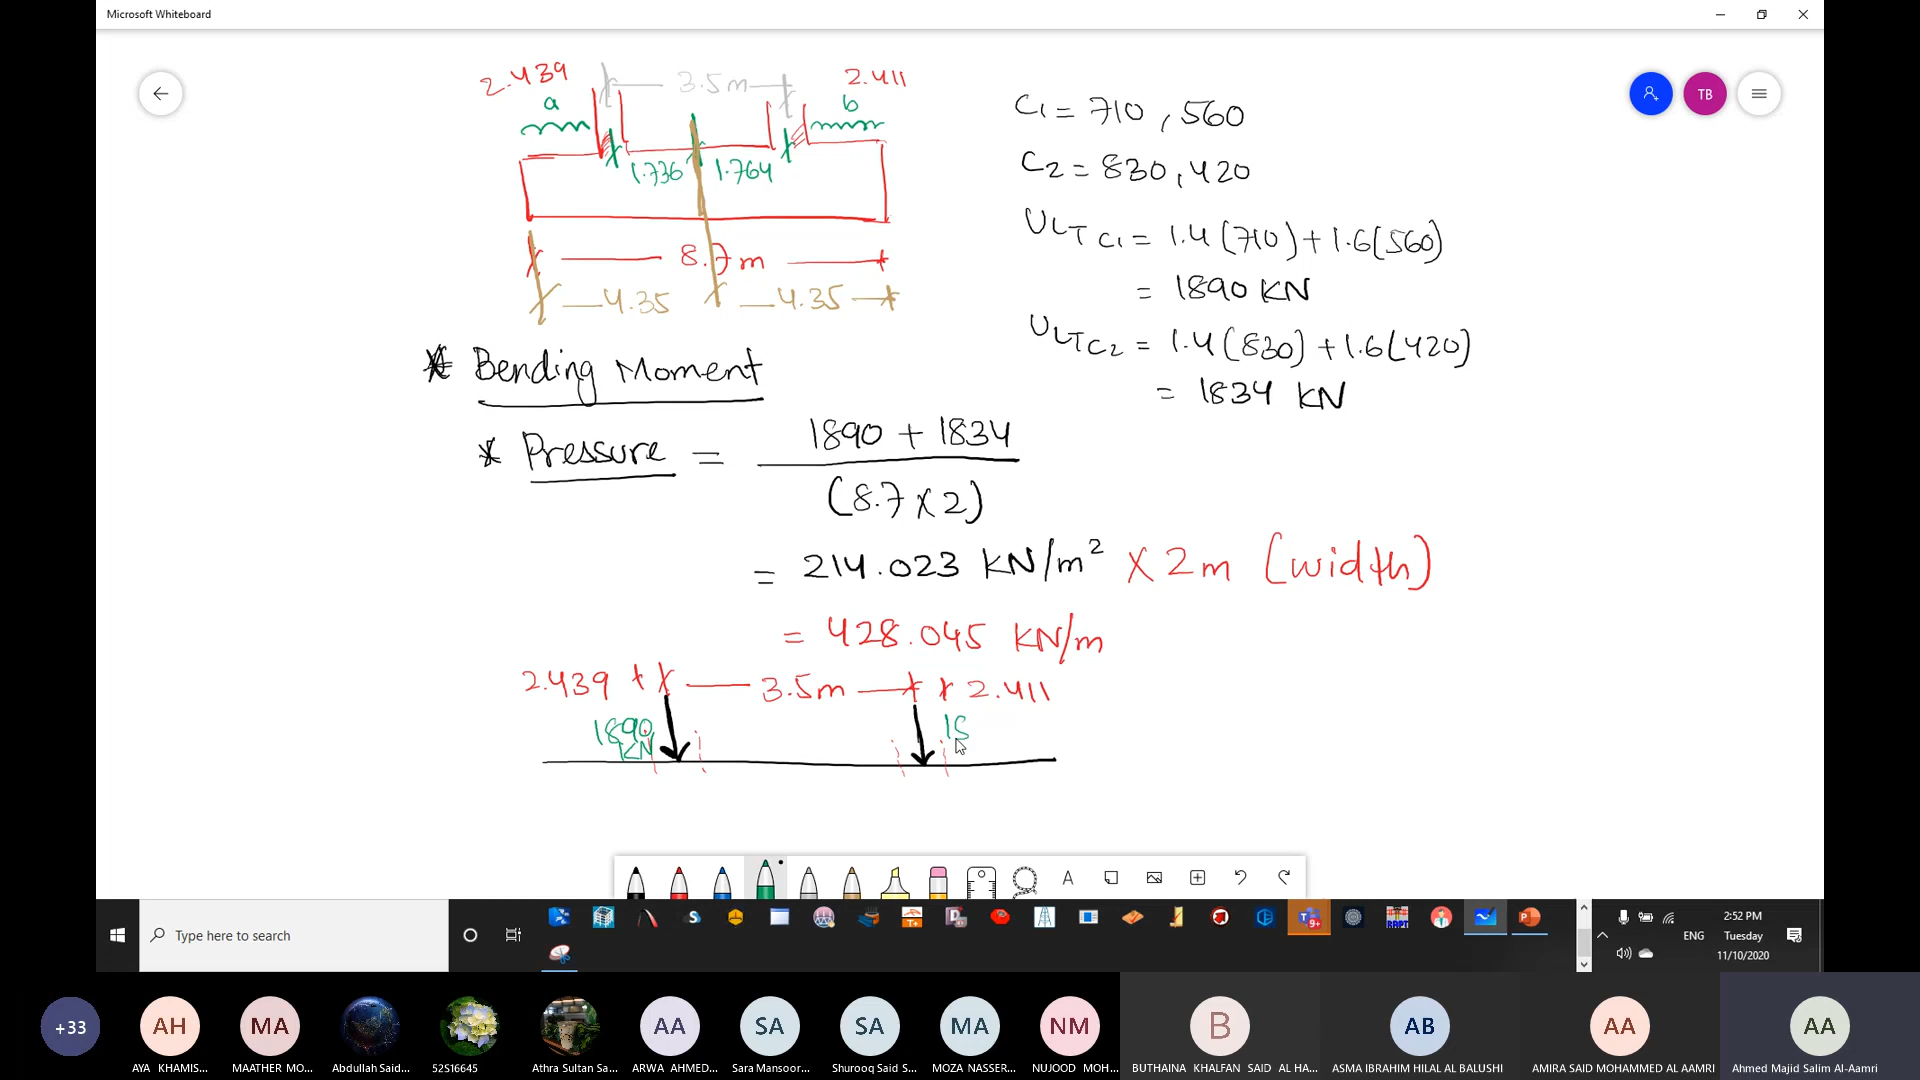 Microsoft Whiteboard
2.439 3.5m 2.411
a b
1.736 1.764
8.7m
4.35 4.35
C1 = 710, 560
C2 = 830, 420
ULT C1 = 1.4(710) + 1.6(560)
= 1890 KN
ULT C2 = 1.4(830) + 1.6(420)
= 1834 KN
TB
* Bending Moment
* Pressure = 1890 + 1834
(8.7 x 2)
= 214.023 KN/m² x 2m (width)
= 428.045 KN/m
2.439 3.5m 2.411
1890
KN
18
A
Type here to search
9+
ENG
2:52 PM
Tuesday
11/10/2020
+33
AH
MA
AA
SA
SA
MA
NM
B
AB
AA
AA
AYA KHAMIS...
MAATHER MO...
Abdullah Said...
52S16645
Athra Sultan Sa...
ARWA AHMED...
Sara Mansoor...
Shurooq Said S...
MOZA NASSER...
NUJOOD MOH...
BUTHAINA KHALFAN SAID AL HA...
ASMA IBRAHIM HILAL AL BALUSHI
AMIRA SAID MOHAMMED AL AAMRI
Ahmed Majid Salim Al-Aamri